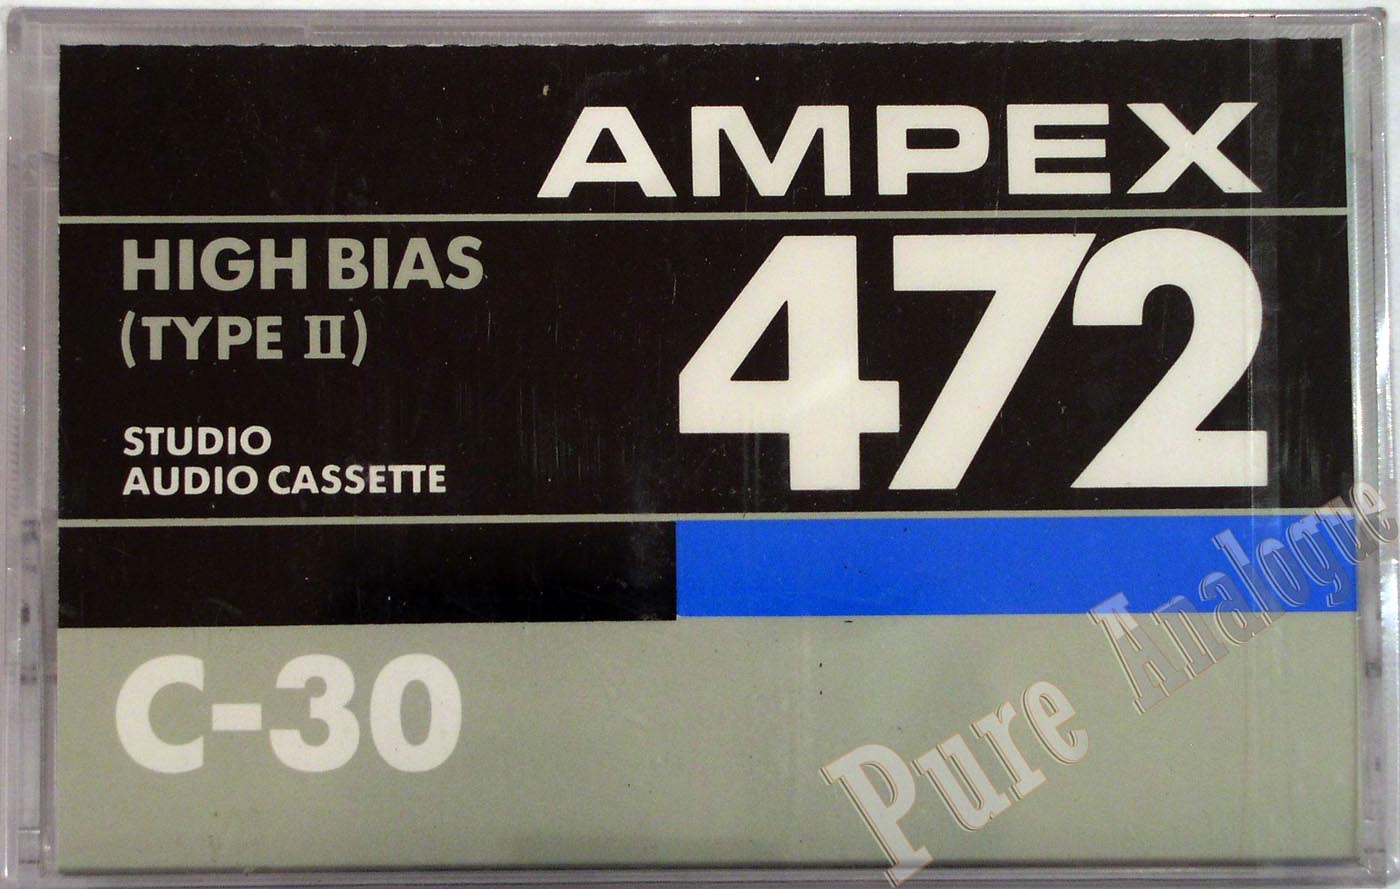 AMPEX
HIGH BIAS
(TYPE II)
472
STUDIO
AUDIO CASSETTE
C-30
Pure Analogue